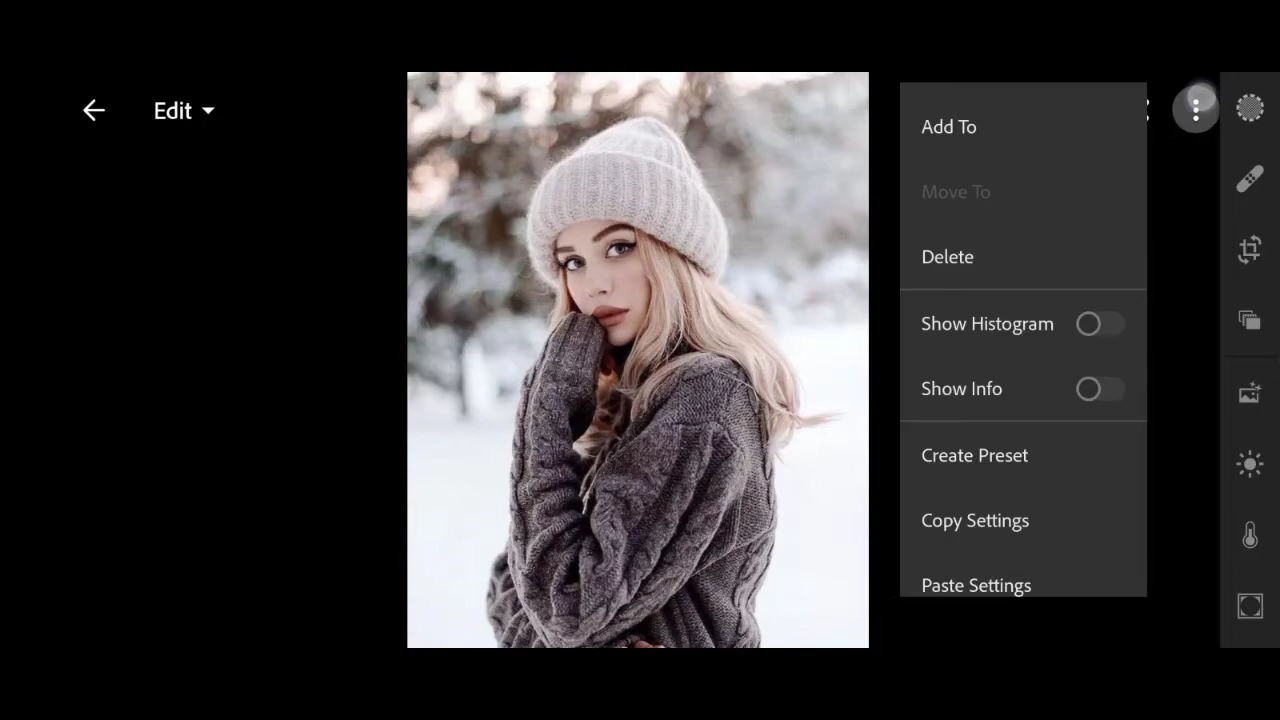 Edit
Add To
Move To
Delete
Show Histogram
Show Info
Create Preset
Copy Settings
Paste Settings